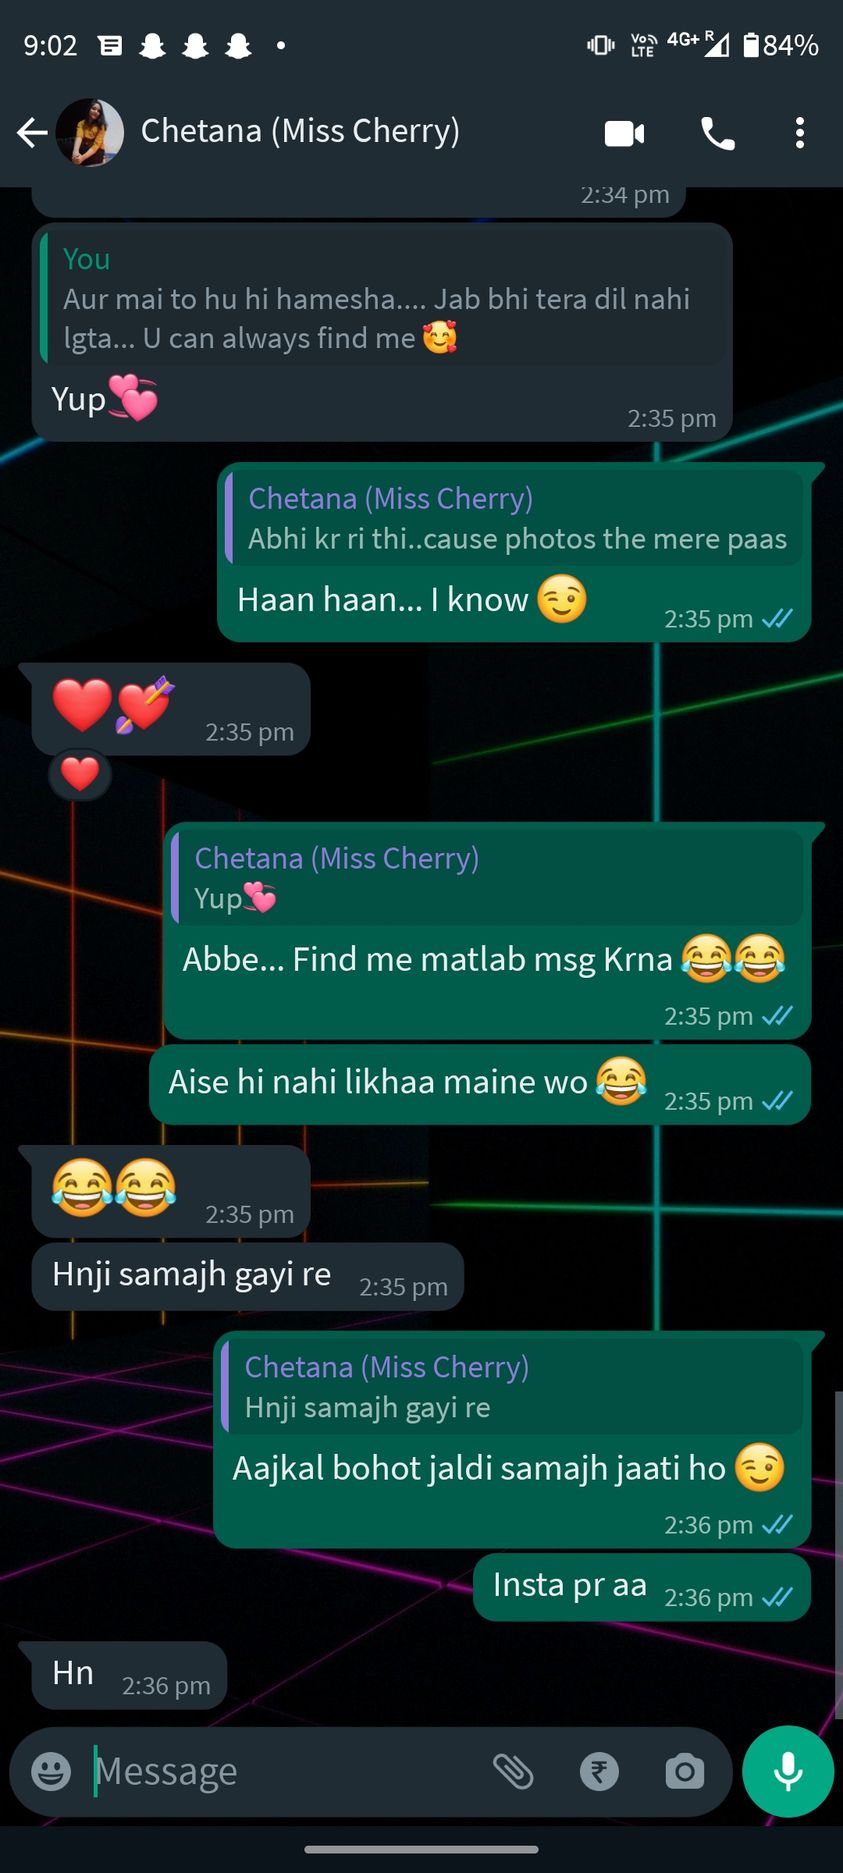 9:02
Vo LTE 4G+ R 84%
Chetana (Miss Cherry)
2:34 pm
You
Aur mai to hu hi hamesha.... Jab bhi tera dil nahi
lgta... U can always find me 🥰
Yup💞
2:35 pm
Chetana (Miss Cherry)
Abhi kr ri thi..cause photos the mere paas
Haan haan... I know 😉
2:35 pm
❤️💘 2:35 pm
❤️
Chetana (Miss Cherry)
Yup💞
Abbe... Find me matlab msg Krna 😂😂
2:35 pm
Aise hi nahi likhaa maine wo 😂 2:35 pm
😂😂 2:35 pm
Hnji samajh gayi re 2:35 pm
Chetana (Miss Cherry)
Hnji samajh gayi re
Aajkal bohot jaldi samajh jaati ho 😉
2:36 pm
Insta pr aa 2:36 pm
Hn 2:36 pm
Message